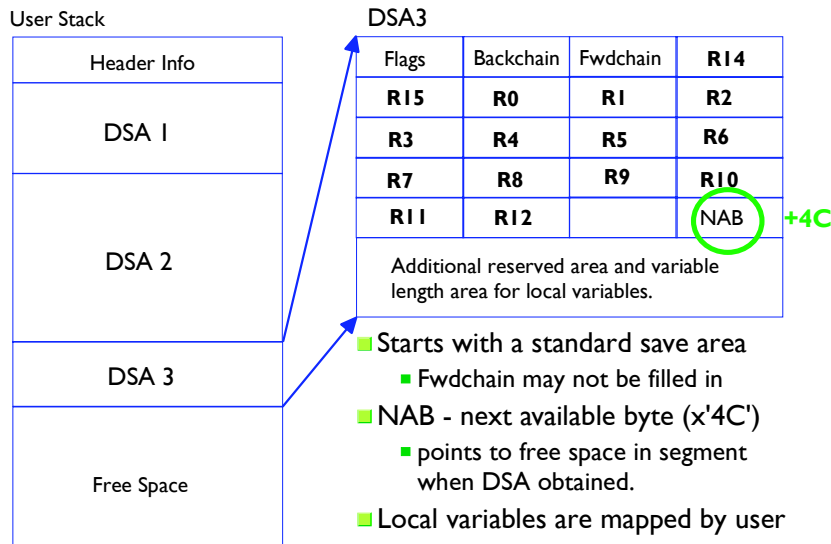 User Stack
Header Info
DSA 1
DSA 2
DSA 3
Free Space
DSA3
Flags Backchain Fwdchain R14
R15 R0 R1 R2
R3 R4 R5 R6
R7 R8 R9 R10
R11 R12 NAB +4C
Additional reserved area and variable
length area for local variables.
Starts with a standard save area
Fwdchain may not be filled in
NAB - next available byte (x'4C')
points to free space in segment
when DSA obtained.
Local variables are mapped by user